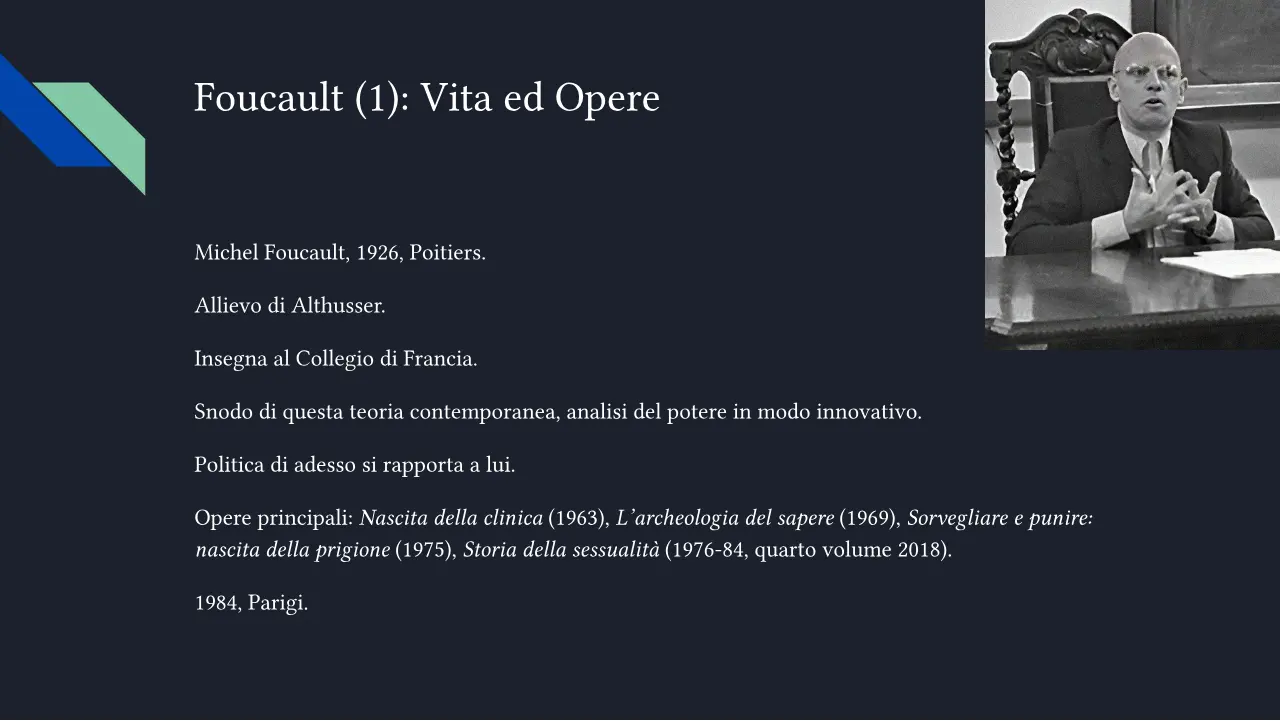 Foucault (1): Vita ed Opere
Michel Foucault, 1926, Poitiers.
Allievo di Althusser.
Insegna al Collegio di Francia.
Snodo di questa teoria contemporanea, analisi del potere in modo innovativo.
Politica di adesso si rapporta a lui.
Opere principali: Nascita della clinica (1963), L’archeologia del sapere (1969), Sorvegliare e punire:
nascita della prigione (1975), Storia della sessualità (1976-84, quarto volume 2018).
1984, Parigi.